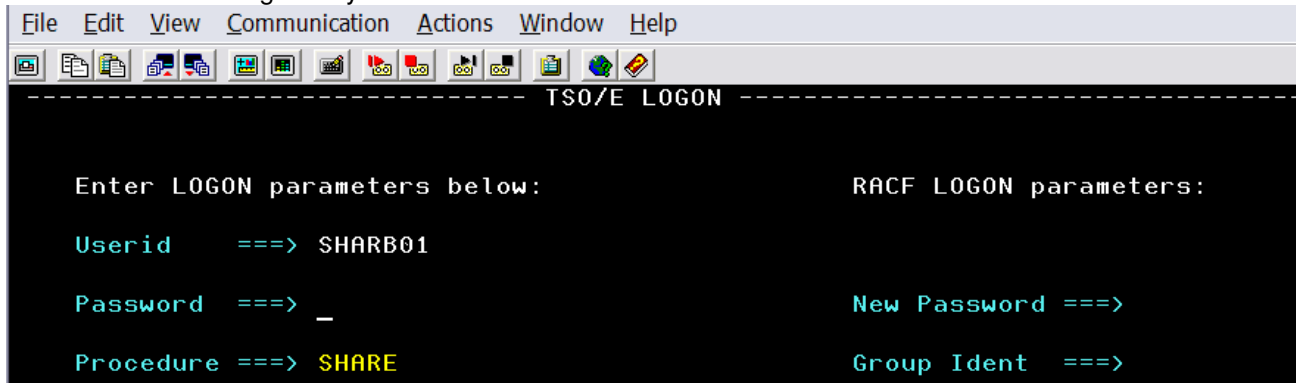 File Edit View Communication Actions Window Help
------------------------------- TSO/E LOGON -----------------------------------
Enter LOGON parameters below: RACF LOGON parameters:
Userid ===> SHARB01
Password ===> _ New Password ===>
Procedure ===> SHARE Group Ident ===>